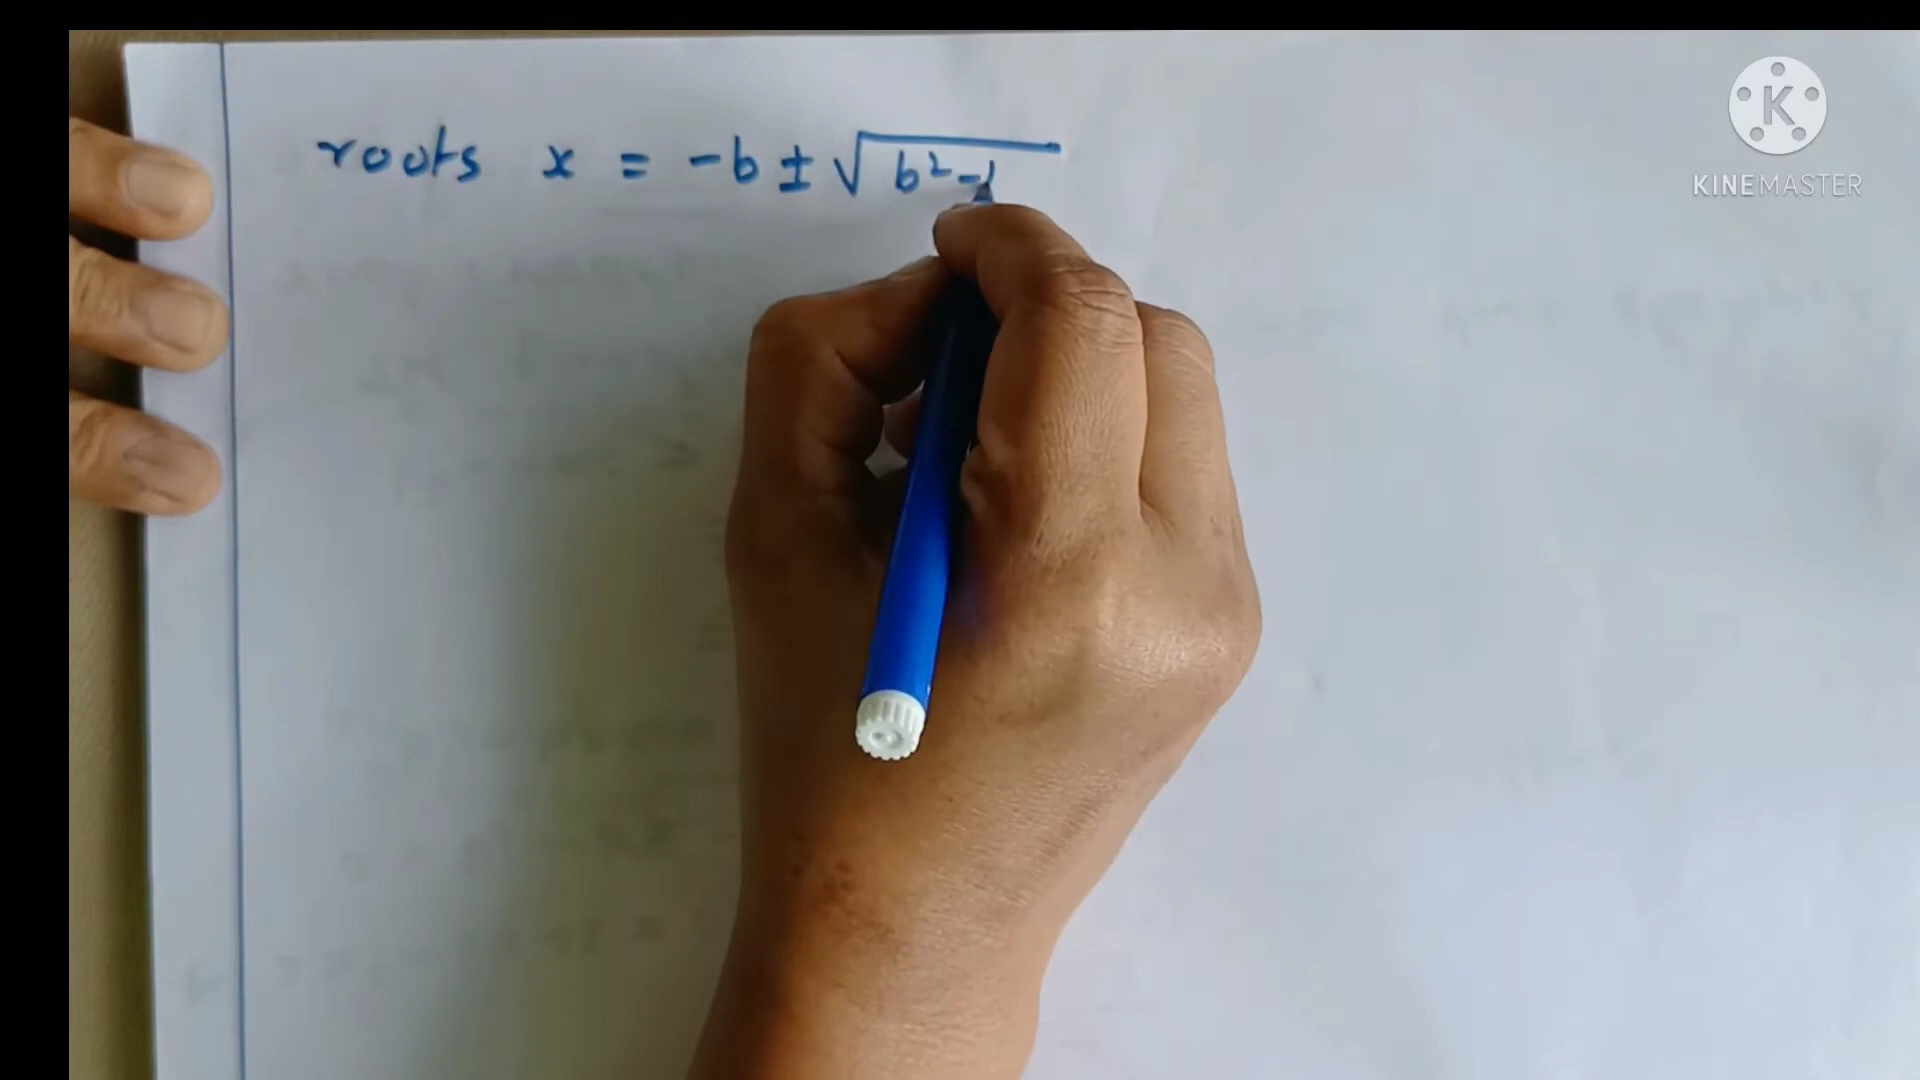 roots x = -b ± √ b² -
K
KINEMASTER